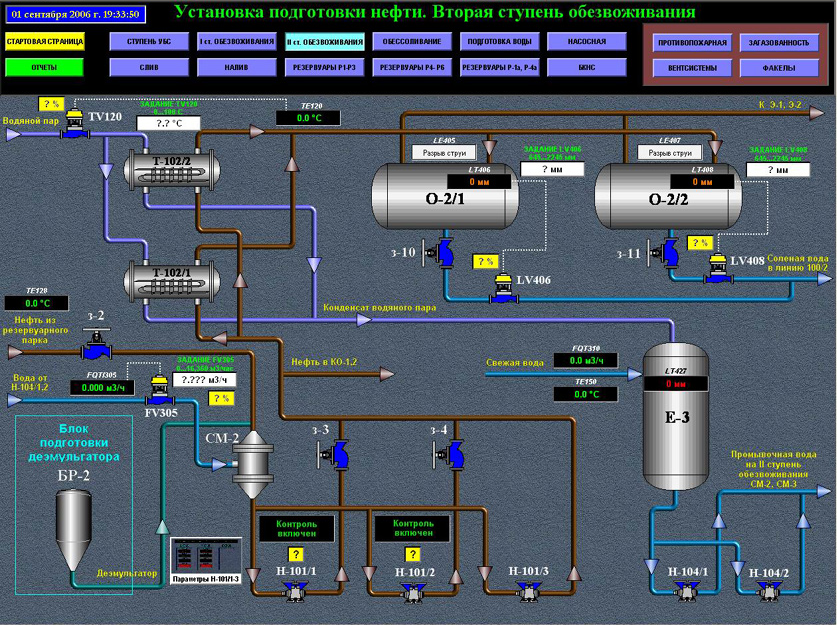 01 сентября 2006 г. 19:33:50
Установка подготовки нефти. Вторая ступень обезвоживания
СТАРТОВАЯ СТРАНИЦА
СТУПЕНЬ УБС
I ст. ОБЕЗВОЖИВАНИЯ
II ст. ОБЕЗВОЖИВАНИЯ
ОБЕССОЛИВАНИЕ
ПОДГОТОВКА ВОДЫ
НАСОСНАЯ
ПРОТИВОПОЖАРНАЯ
ЗАГАЗОВАННОСТЬ
ОТЧЕТЫ
СЛИВ
НАЛИВ
РЕЗЕРВУАРЫ Р1-Р3
РЕЗЕРВУАРЫ Р4- Р6
РЕЗЕРВУАРЫ Р-1а, Р-4а
БКНС
ВЕНТСИСТЕМЫ
ФАКЕЛЫ
? %
Водяной пар
TV120
ЗАДАНИЕ TV120
0...100 C
?.? °C
TE120
0.0 °C
К Э-1, Э-2
LE405
Разрыв струи
ЗАДАНИЕ LV406
645...2245 мм
? мм
LE407
Разрыв струи
ЗАДАНИЕ LV408
645...2245 мм
? мм
T-102/2
LT406
0 мм
О-2/1
LT408
0 мм
О-2/2
з-10
? %
LV406
з-11
? %
LV408
Соленая вода
в линию 100/2
T-102/1
TE128
0.0 °C
Конденсат водяного пара
Нефть из
резервуарного
парка
з-2
ЗАДАНИЕ FV305
0...16,350 м3/час
?.??? м3/ч
Нефть в КО-1,2
Свежая вода
FQT310
0.0 м3/ч
TE150
0.0 °C
LT427
0 мм
Е-3
Вода от
Н-104/1,2
FQTI305
0.000 м3/ч
FV305
? %
Блок
подготовки
деэмульгатора
БР-2
СМ-2
з-3
з-4
Промывочная вода
на II ступень
обезвоживания
СМ-2, СМ-3
Контроль
включен
?
Контроль
включен
?
Деэмульгатор
Параметры Н-101/1-3
Н-101/1
Н-101/2
Н-101/3
Н-104/1
Н-104/2